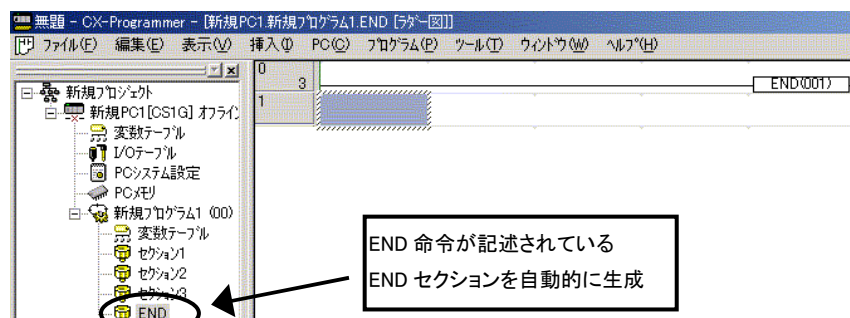 無題 - CX-Programmer - [新規PC1.新規ﾌﾟﾛｸﾞﾗﾑ1.END [ﾗﾀﾞｰ図]]
ﾌｧｲﾙ(F) 編集(E) 表示(V) 挿入(I) PC(C) ﾌﾟﾛｸﾞﾗﾑ(P) ﾂｰﾙ(T) ｳｨﾝﾄﾞｳ(W) ﾍﾙﾌﾟ(H)
新規ﾌﾟﾛｼﾞｪｸﾄ
新規PC1[CS1G] ｵﾌﾗｲﾝ
変数ﾃｰﾌﾞﾙ
I/Oﾃｰﾌﾞﾙ
PCｼｽﾃﾑ設定
PCﾒﾓﾘ
新規ﾌﾟﾛｸﾞﾗﾑ1 (00)
変数ﾃｰﾌﾞﾙ
ｾｸｼｮﾝ1
ｾｸｼｮﾝ2
ｾｸｼｮﾝ3
END
0
3
END(001)
1
END 命令が記述されている
END セクションを自動的に生成